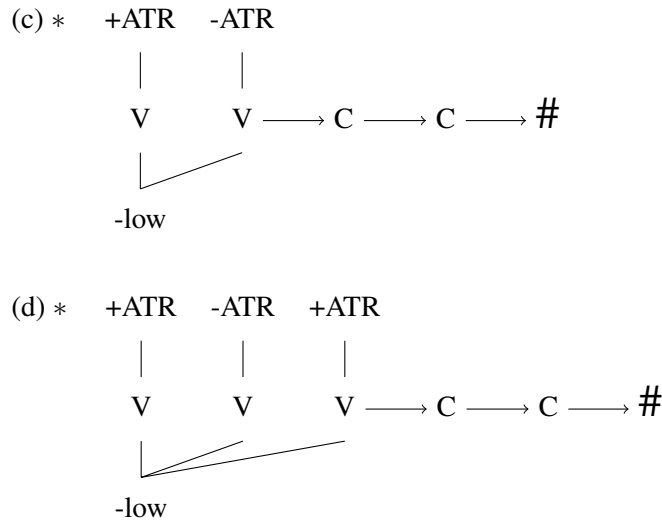 (c) * +ATR -ATR
V V C C #
-low
(d) * +ATR -ATR +ATR
V V V C C #
-low